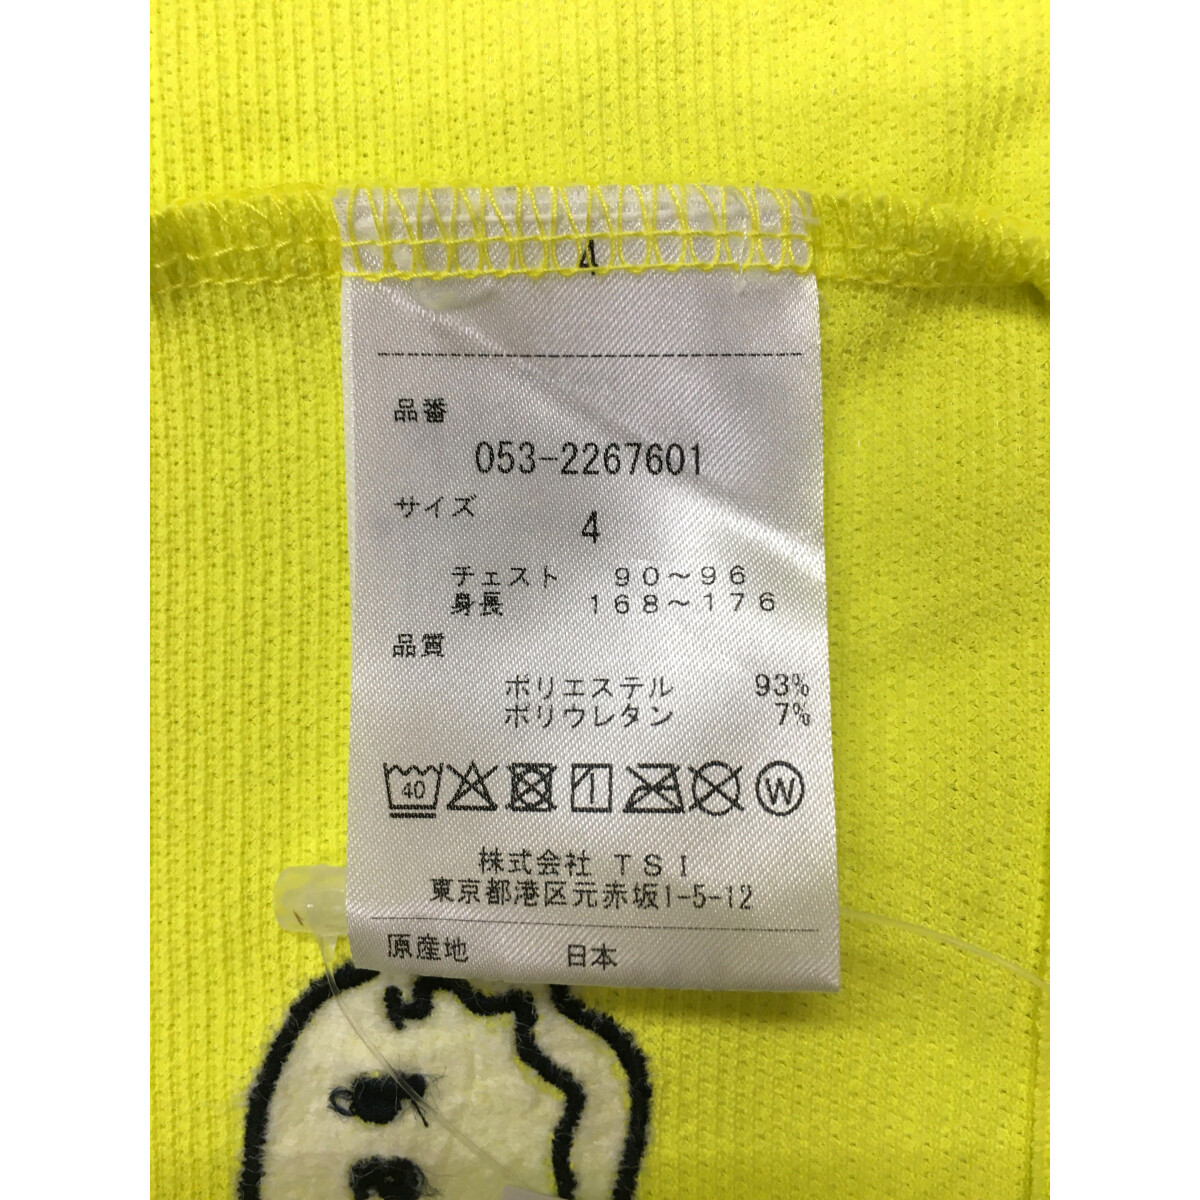 4
品番
053-2267601
サイズ
4
チェスト 90～96
身長 168～176
品質
ポリエステル 93%
ポリウレタン 7%
40 W
株式会社 TSI
東京都港区元赤坂1-5-12
原産地 日本